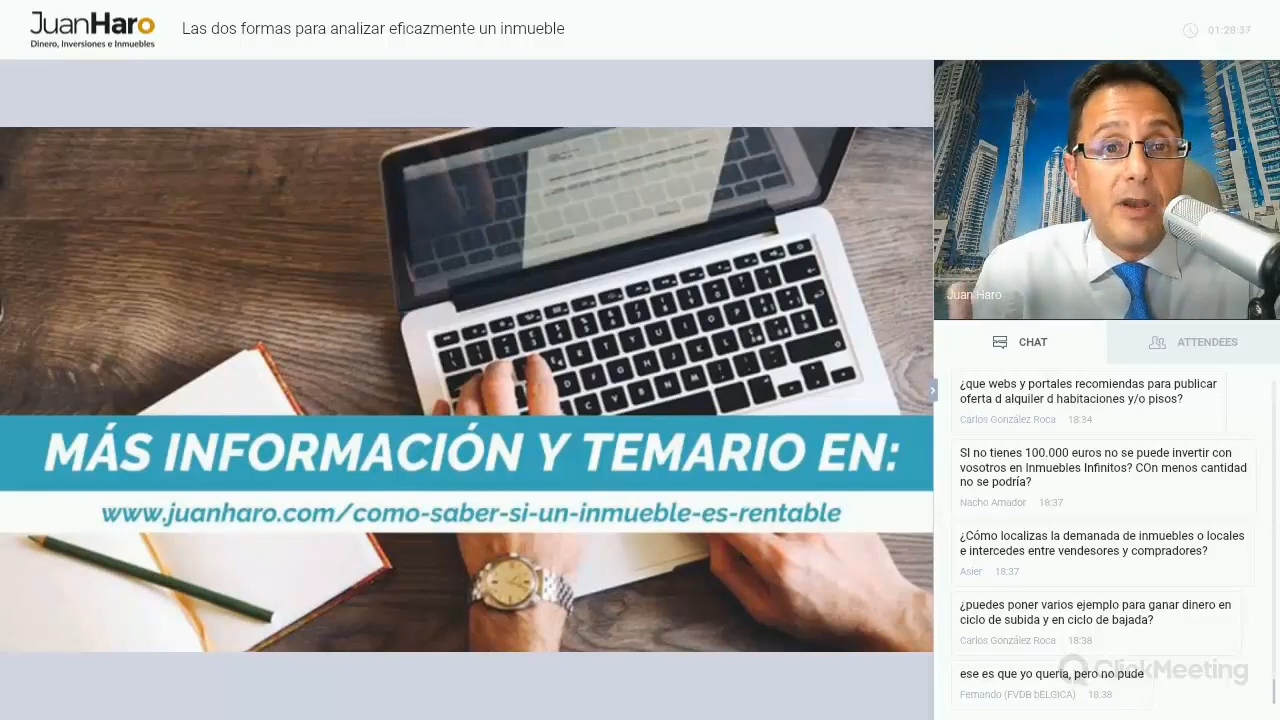 JuanHaro
Dinero, Inversiones e Inmuebles
Las dos formas para analizar eficazmente un inmueble
01:28:37
Juan Haro
CHAT
ATTENDEES
MÁS INFORMACIÓN Y TEMARIO EN:
www.juanharo.com/como-saber-si-un-inmueble-es-rentable
¿que webs y portales recomiendas para publicar
oferta d alquiler d habitaciones y/o pisos?
Carlos González Roca 18:34
SI no tienes 100.000 euros no se puede invertir con
vosotros en Inmuebles Infinitos? COn menos cantidad
no se podría?
Nacho Amador 18:37
¿Cómo localizas la demanada de inmuebles o locales
e intercedes entre vendesores y compradores?
Asier 18:37
¿puedes poner varios ejemplo para ganar dinero en
ciclo de subida y en ciclo de bajada?
Carlos González Roca 18:38
ese es que yo queria, pero no pude
Fernando (FVDB bELGICA) 18:38
ClickMeeting